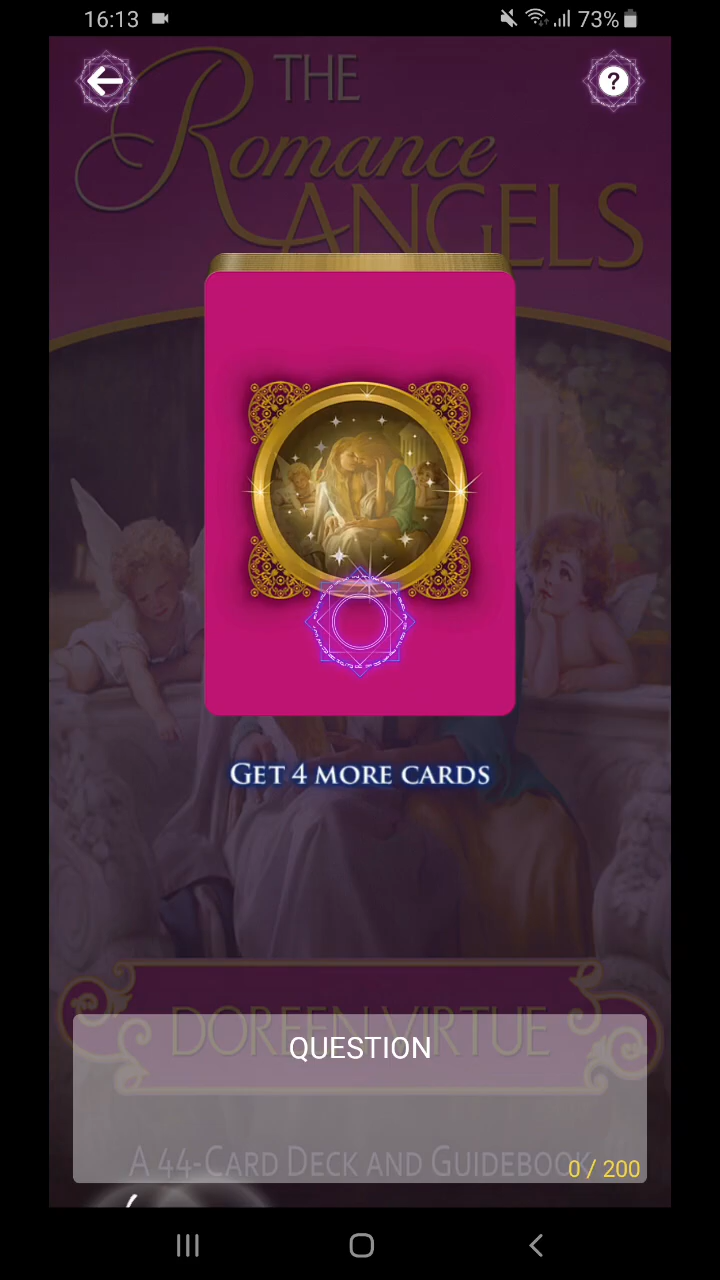 16:13
73%
?
THE
Romance
ANGELS
GET 4 MORE CARDS
DOREEN VIRTUE
QUESTION
A 44-CARD DECK AND GUIDEBOOK
0 / 200